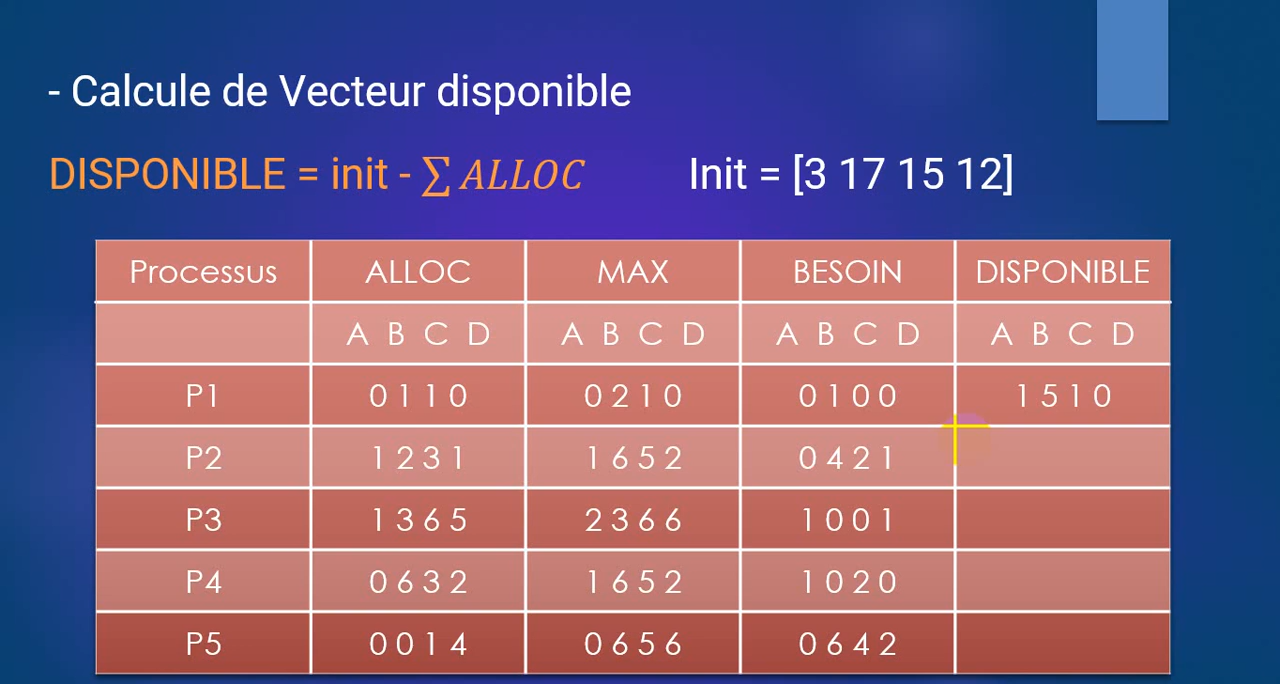 - Calcule de Vecteur disponible
DISPONIBLE = init - ∑ ALLOC Init = [3 17 15 12]
Processus ALLOC MAX BESOIN DISPONIBLE
A B C D A B C D A B C D A B C D
P1 0 1 1 0 0 2 1 0 0 1 0 0 1 5 1 0
P2 1 2 3 1 1 6 5 2 0 4 2 1
P3 1 3 6 5 2 3 6 6 1 0 0 1
P4 0 6 3 2 1 6 5 2 1 0 2 0
P5 0 0 1 4 0 6 5 6 0 6 4 2